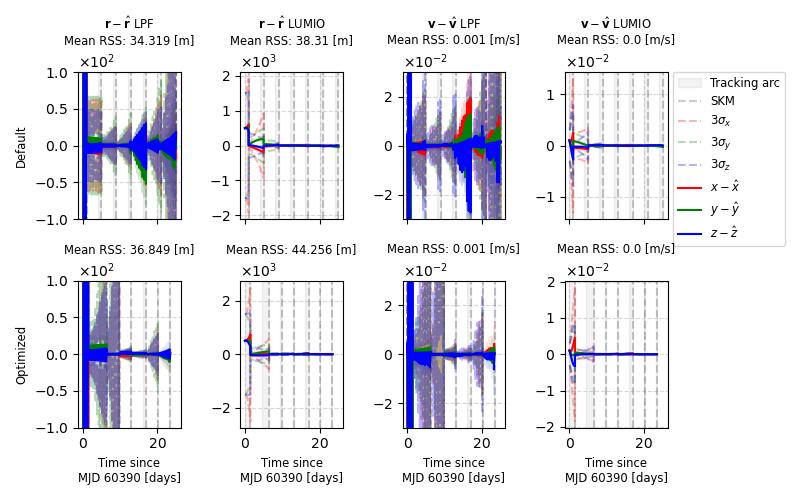 r − r̂ LPF
Mean RSS: 34.319 [m]
r − r̂ LUMIO
Mean RSS: 38.31 [m]
v − v̂ LPF
Mean RSS: 0.001 [m/s]
v − v̂ LUMIO
Mean RSS: 0.0 [m/s]
×10²
×10³
×10⁻²
×10⁻²
1.0
0.5
0.0
−0.5
−1.0
Default
2
1
0
−1
−2
2
0
−2
1
0
−1
Tracking arc
SKM
3σₓ
3σᵧ
3σ_z
x − x̂
y − ŷ
z − ẑ
Mean RSS: 36.849 [m]
Mean RSS: 44.256 [m]
Mean RSS: 0.001 [m/s]
Mean RSS: 0.0 [m/s]
×10²
×10³
×10⁻²
×10⁻²
1.0
0.5
0.0
−0.5
−1.0
Optimized
2
0
−2
2
0
−2
2
1
0
−1
−2
0 20
0 20
0 20
0 20
Time since
MJD 60390 [days]
Time since
MJD 60390 [days]
Time since
MJD 60390 [days]
Time since
MJD 60390 [days]